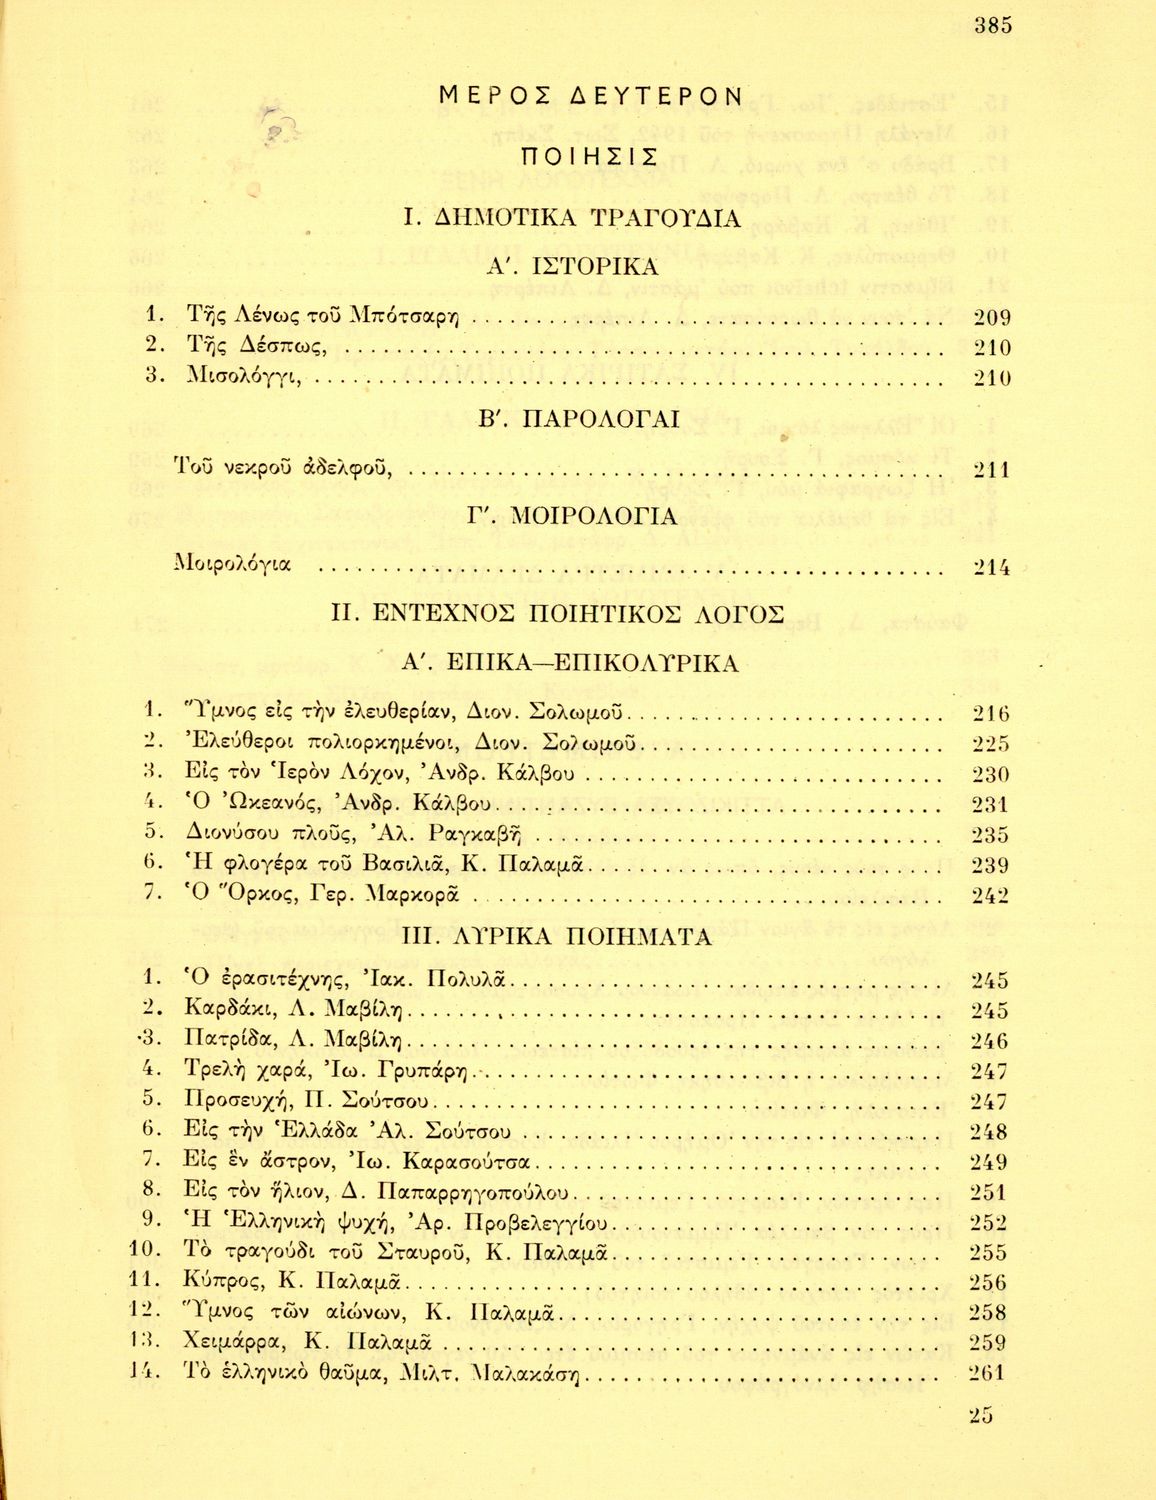 385
ΜΕΡΟΣ ΔΕΥΤΕΡΟΝ
ΠΟΙΗΣΙΣ
I. ΔΗΜΟΤΙΚΑ ΤΡΑΓΟΥΔΙΑ
Α′. ΙΣΤΟΡΙΚΑ
1. Τῆς Λένως τοῦ Μπότσαρη ........ 209
2. Τῆς Δέσπως, ........ 210
3. Μισολόγγι, ........ 210
Β′. ΠΑΡΟΛΟΓΑΙ
Τοῦ νεκροῦ ἀδελφοῦ, ........ 211
Γ′. ΜΟΙΡΟΛΟΓΙΑ
Μοιρολόγια ........ 214
II. ΕΝΤΕΧΝΟΣ ΠΟΙΗΤΙΚΟΣ ΛΟΓΟΣ
Α′. ΕΠΙΚΑ—ΕΠΙΚΟΛΥΡΙΚΑ
1. Ὕμνος εἰς τὴν ἐλευθερίαν, Διον. Σολωμοῦ ........ 216
2. Ἐλεύθεροι πολιορκημένοι, Διον. Σολωμοῦ ........ 225
3. Εἰς τὸν Ἱερὸν Λόχον, Ἀνδρ. Κάλβου ........ 230
4. Ὁ Ὠκεανός, Ἀνδρ. Κάλβου ........ 231
5. Διονύσου πλοῦς, Ἀλ. Ραγκαβῆ ........ 235
6. Ἡ φλογέρα τοῦ Βασιλιᾶ, Κ. Παλαμᾶ ........ 239
7. Ὁ Ὅρκος, Γερ. Μαρκορᾶ ........ 242
III. ΛΥΡΙΚΑ ΠΟΙΗΜΑΤΑ
1. Ὁ ἐρασιτέχνης, Ἰακ. Πολυλᾶ ........ 245
2. Καρδάκι, Λ. Μαβίλη ........ 245
3. Πατρίδα, Λ. Μαβίλη ........ 246
4. Τρελὴ χαρά, Ἰω. Γρυπάρη ........ 247
5. Προσευχή, Π. Σούτσου ........ 247
6. Εἰς τὴν Ἑλλάδα Ἀλ. Σούτσου ........ 248
7. Εἰς ἓν ἄστρον, Ἰω. Καρασούτσα ........ 249
8. Εἰς τὸν ἥλιον, Δ. Παπαρρηγοπούλου ........ 251
9. Ἡ Ἑλληνικὴ ψυχή, Ἀρ. Προβελεγγίου ........ 252
10. Τὸ τραγούδι τοῦ Σταυροῦ, Κ. Παλαμᾶ ........ 255
11. Κύπρος, Κ. Παλαμᾶ ........ 256
12. Ὕμνος τῶν αἰώνων, Κ. Παλαμᾶ ........ 258
13. Χειμάρρα, Κ. Παλαμᾶ ........ 259
14. Τὸ ἑλληνικὸ θαῦμα, Μιλτ. Μαλακάση ........ 261
25